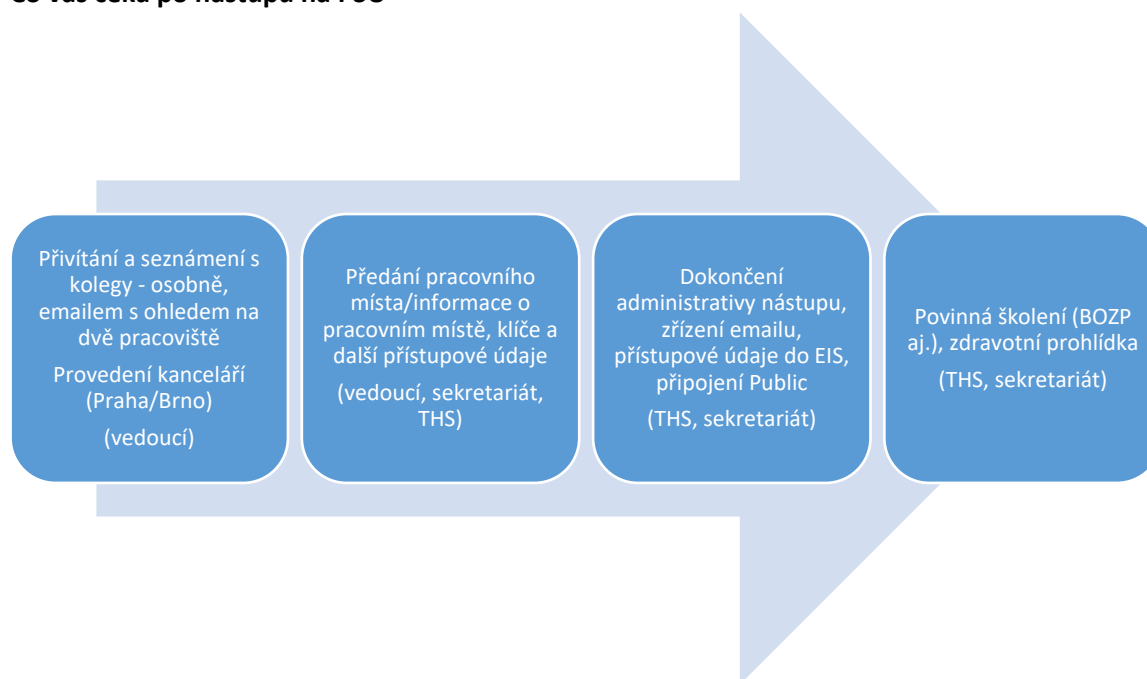 Přivítání a seznámení s
kolegy - osobně,
emailem s ohledem na
dvě pracoviště
Provedení kanceláří
(Praha/Brno)
(vedoucí)
Předání pracovního
místa/informace o
pracovním místě, klíče a
další přístupové údaje
(vedoucí, sekretariát,
THS)
Dokončení
administrativy nástupu,
zřízení emailu,
přístupové údaje do EIS,
připojení Public
(THS, sekretariát)
Povinná školení (BOZP
aj.), zdravotní prohlídka
(THS, sekretariát)